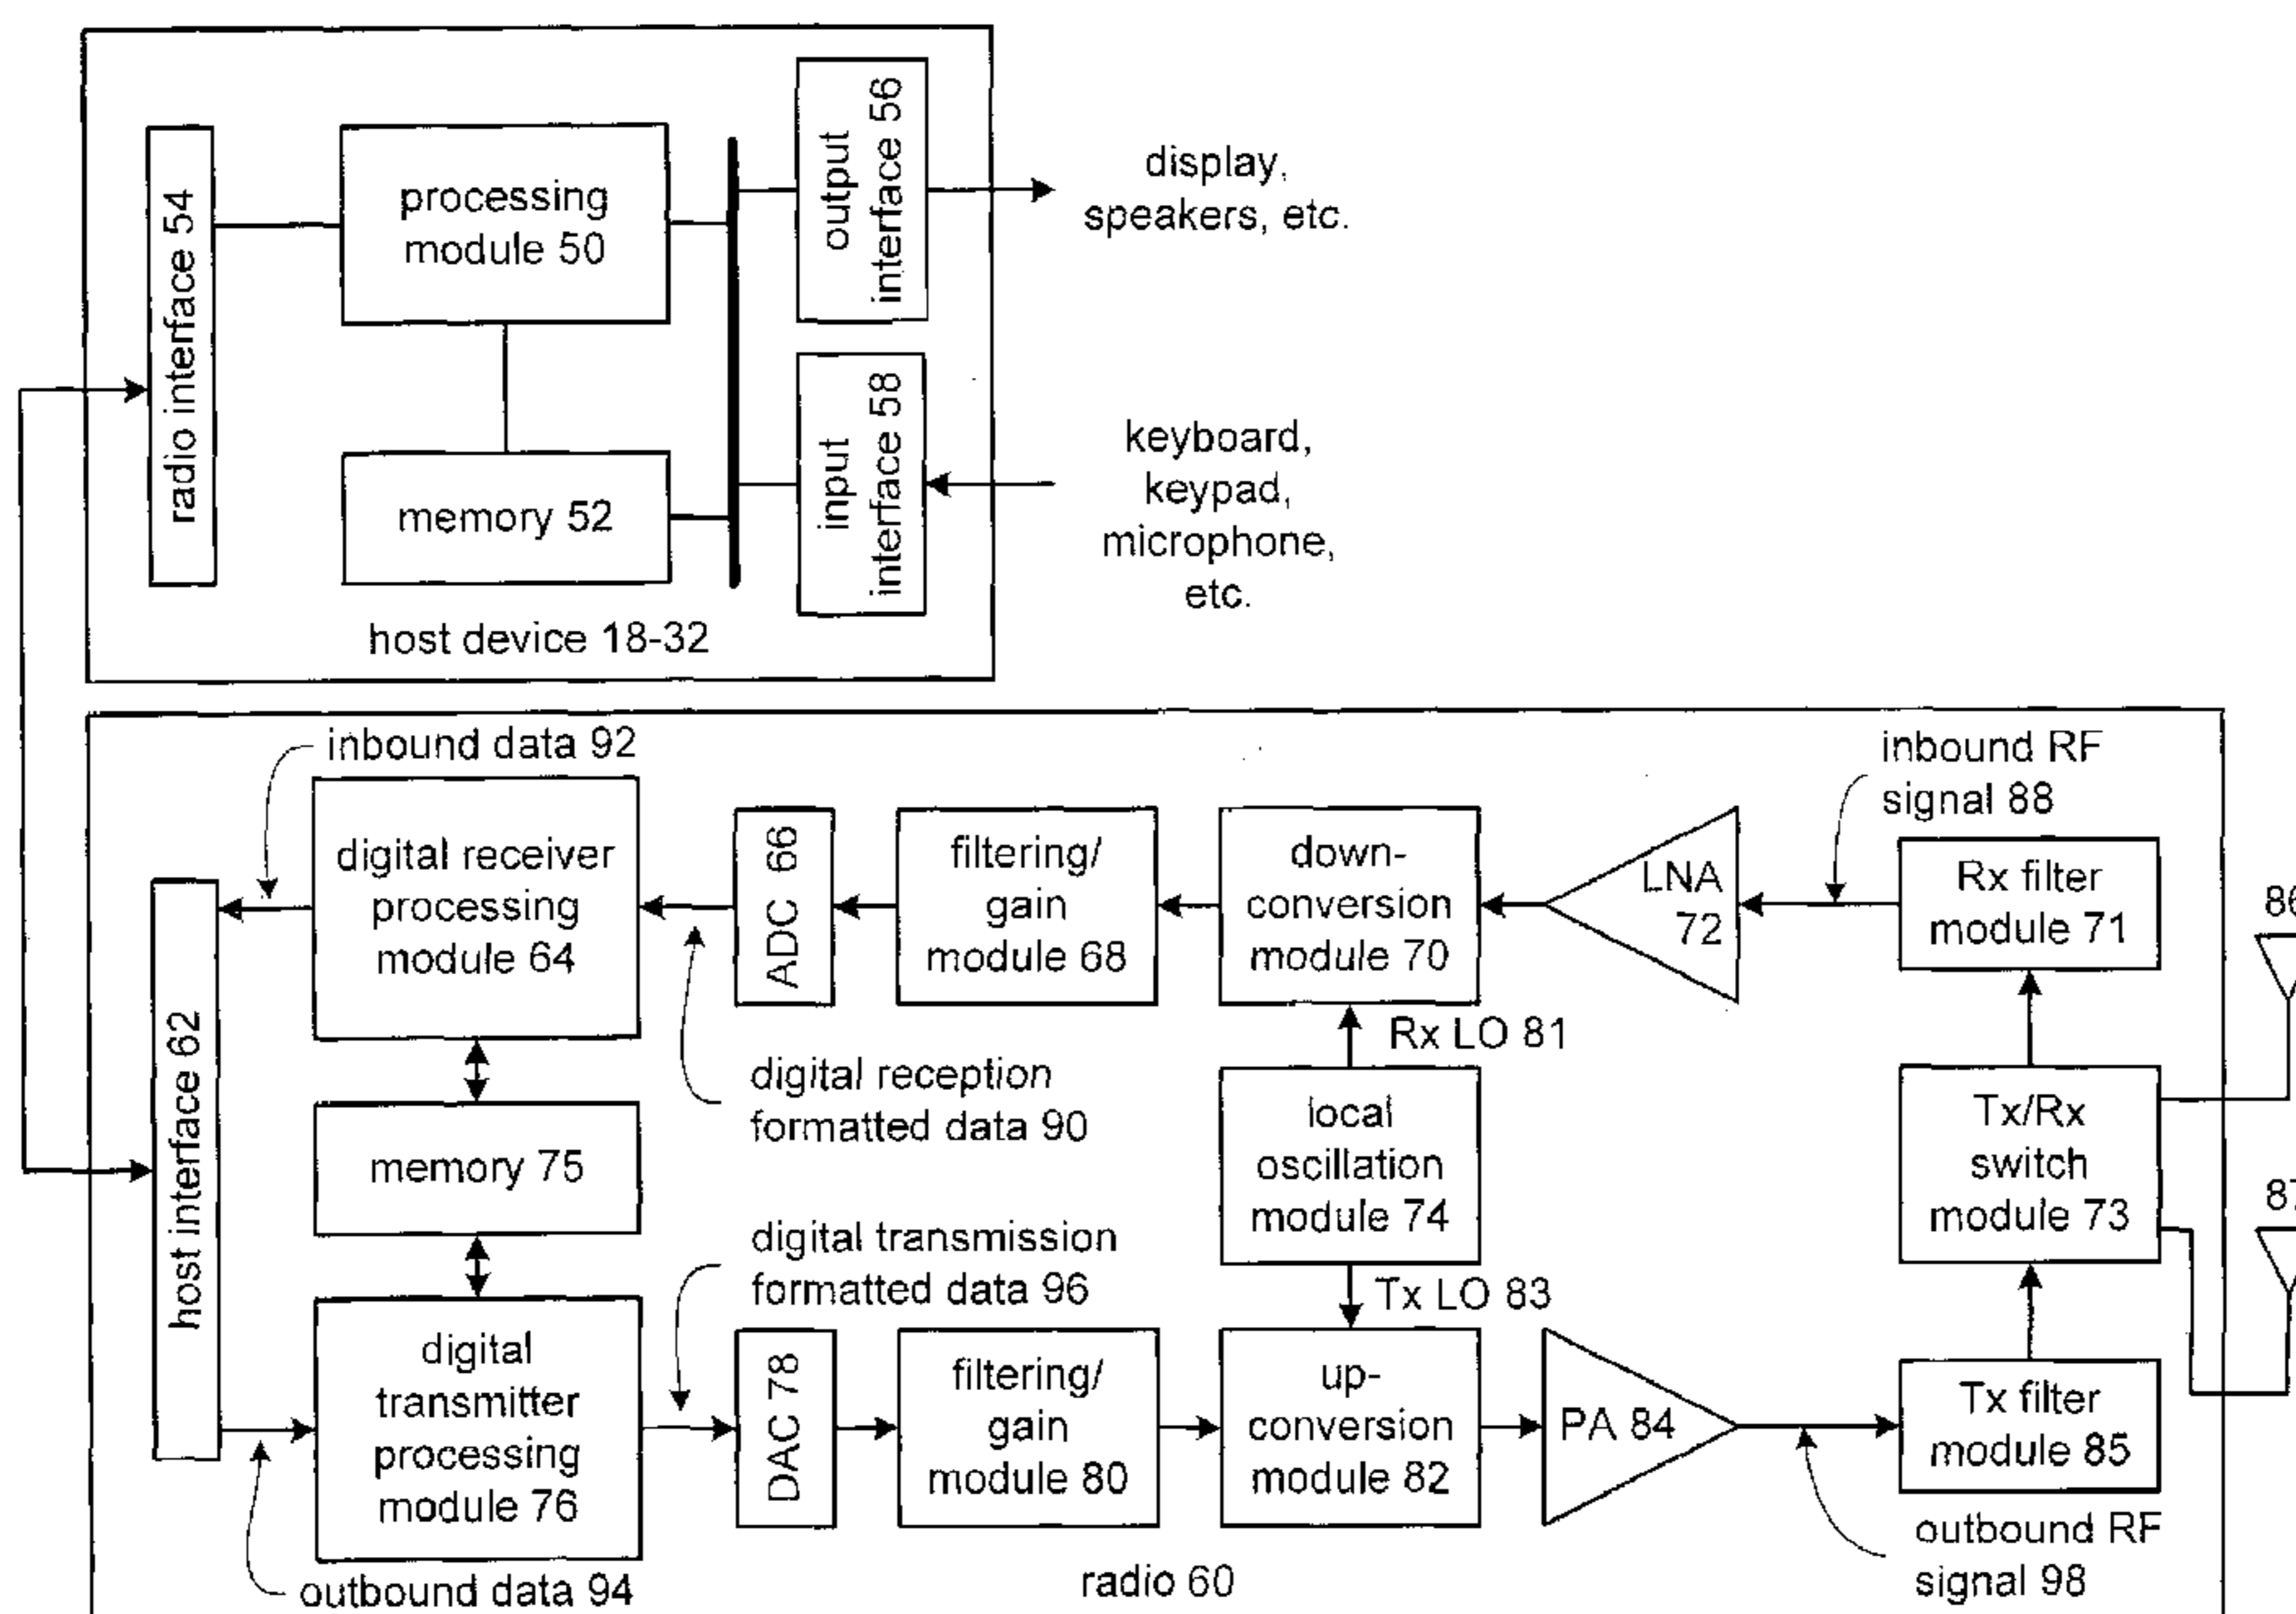 radio interface 54
processing
module 50
memory 52
output
interface 56
input
interface 58
display,
speakers, etc.
keyboard,
keypad,
microphone,
etc.
host device 18-32
inbound data 92
digital receiver
processing
module 64
ADC 66
filtering/
gain
module 68
down-
conversion
module 70
LNA
72
inbound RF
signal 88
Rx filter
module 71
host interface 62
memory 75
digital reception
formatted data 90
Rx LO 81
local
oscillation
module 74
Tx LO 83
Tx/Rx
switch
module 73
digital transmission
formatted data 96
digital
transmitter
processing
module 76
DAC 78
filtering/
gain
module 80
up-
conversion
module 82
PA 84
Tx filter
module 85
outbound RF
signal 98
outbound data 94
radio 60